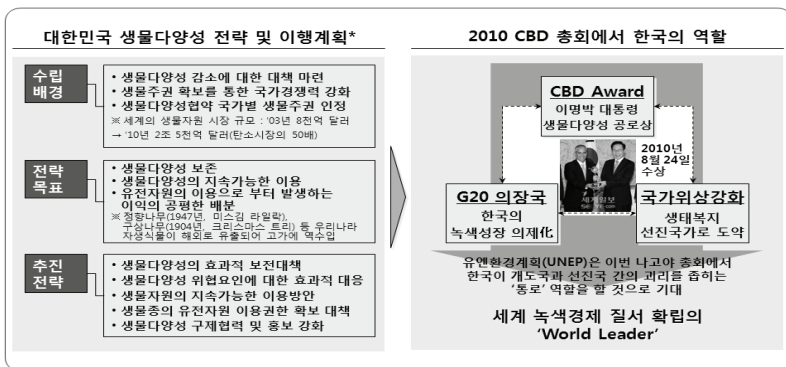 대한민국 생물다양성 전략 및 이행계획*
수립
배경
• 생물다양성 감소에 대한 대책 마련
• 생물주권 확보를 통한 국가경쟁력 강화
• 생물다양성협약 국가별 생물주권 인정
※ 세계의 생물자원 시장 규모 : ‘03년 8천억 달러
→ ‘10년 2조 5천억 달러(탄소시장의 50배)
전략
목표
• 생물다양성 보존
• 생물다양성의 지속가능한 이용
• 유전자원의 이용으로 부터 발생하는
이익의 공평한 배분
※정향나무(1947년, 미스김 라일락),
구상나무(1904년, 크리스마스 트리) 등 우리나라
자생식물이 해외로 유출되어 고가에 역수입
추진
전략
• 생물다양성의 효과적 보전대책
• 생물다양성 위협요인에 대한 효과적 대응
• 생물자원의 지속가능한 이용방안
• 생물종의 유전자원 이용권한 확보 대책
• 생물다양성 구제협력 및 홍보 강화
2010 CBD 총회에서 한국의 역할
CBD Award
이명박 대통령
생물다양성 공로상
2010년
8월 24일
수상
세계일보
G20 의장국
한국의
녹색성장 의제化
국가위상강화
생태복지
선진국가로 도약
유엔환경계획(UNEP)은 이번 나고야 총회에서
한국이 개도국과 선진국 간의 괴리를 좁히는
‘통로’ 역할을 할 것으로 기대
세계 녹색경제 질서 확립의
‘World Leader’